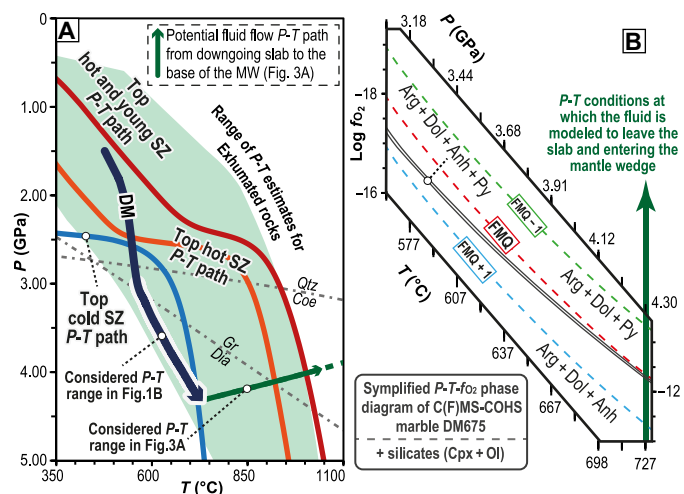 A
Potential fluid flow P-T path
from downgoing slab to the
base of the MW (Fig. 3A)
0
1.00
2.00
3.00
4.00
5.00
P (GPa)
350
600
850
1100
T (°C)
Top
hot and young SZ
P-T path
Range of P-T estimates for
Exhumated rocks
DM
Top hot SZ
P-T path
Qtz
Coe
Top
cold SZ
P-T path
Gr
Dia
Considered P-T
range in Fig.1B
Considered P-T
range in Fig.3A
B
P (GPa)
3.18
3.44
3.68
3.91
4.12
4.30
Log fO2
-18
-16
-12
Arg + Dol + Anh + Py
FMQ-1
FMQ
FMQ+1
Arg + Dol + Py
Arg + Dol + Anh
T (°C)
577
607
637
667
698
727
P-T conditions at
which the fluid is
modeled to leave the
slab and entering the
mantle wedge
Symplified P-T-fO2 phase
diagram of C(F)MS-COHS
marble DM675
+ silicates (Cpx + Ol)